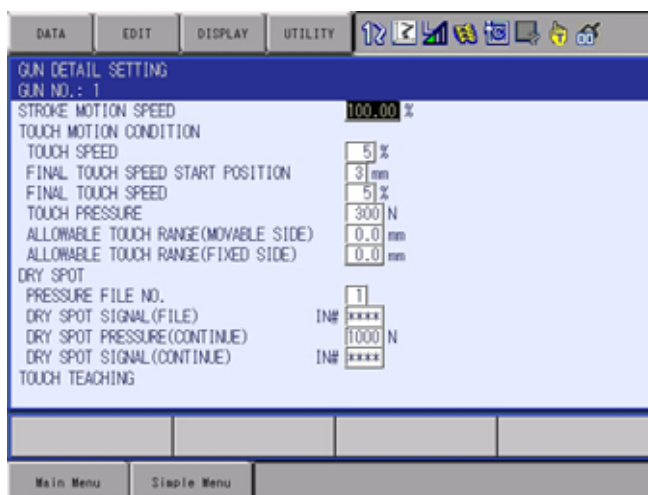 DATA EDIT DISPLAY UTILITY
GUN DETAIL SETTING
GUN NO.: 1
STROKE MOTION SPEED 100.00 %
TOUCH MOTION CONDITION
TOUCH SPEED 5 %
FINAL TOUCH SPEED START POSITION 3 mm
FINAL TOUCH SPEED 5 %
TOUCH PRESSURE 300 N
ALLOWABLE TOUCH RANGE(MOVABLE SIDE) 0.0 mm
ALLOWABLE TOUCH RANGE(FIXED SIDE) 0.0 mm
DRY SPOT
PRESSURE FILE NO. 1
DRY SPOT SIGNAL(FILE) IN# ****
DRY SPOT PRESSURE(CONTINUE) 1000 N
DRY SPOT SIGNAL(CONTINUE) IN# ****
TOUCH TEACHING
Main Menu Simple Menu